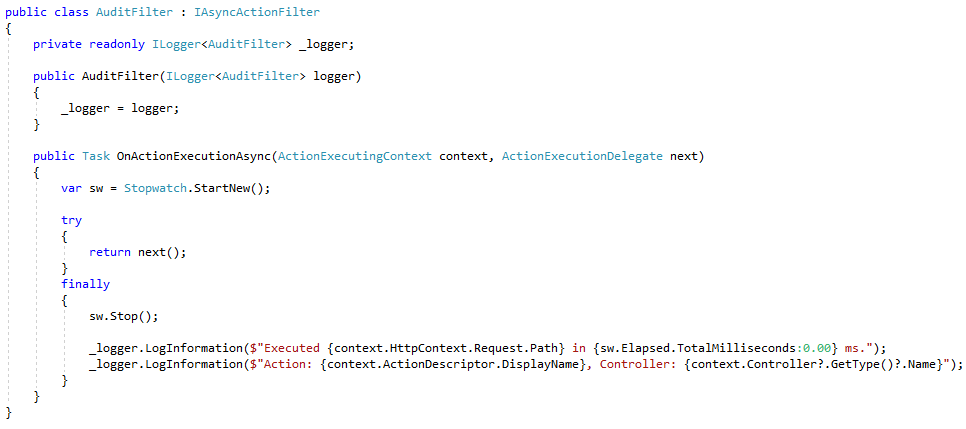 public class AuditFilter : IAsyncActionFilter
{
    private readonly ILogger<AuditFilter> _logger;

    public AuditFilter(ILogger<AuditFilter> logger)
    {
        _logger = logger;
    }

    public Task OnActionExecutionAsync(ActionExecutingContext context, ActionExecutionDelegate next)
    {
        var sw = Stopwatch.StartNew();

        try
        {
            return next();
        }
        finally
        {
            sw.Stop();

            _logger.LogInformation($"Executed {context.HttpContext.Request.Path} in {sw.Elapsed.TotalMilliseconds:0.00} ms.");
            _logger.LogInformation($"Action: {context.ActionDescriptor.DisplayName}, Controller: {context.Controller?.GetType()?.Name}");
        }
    }
}